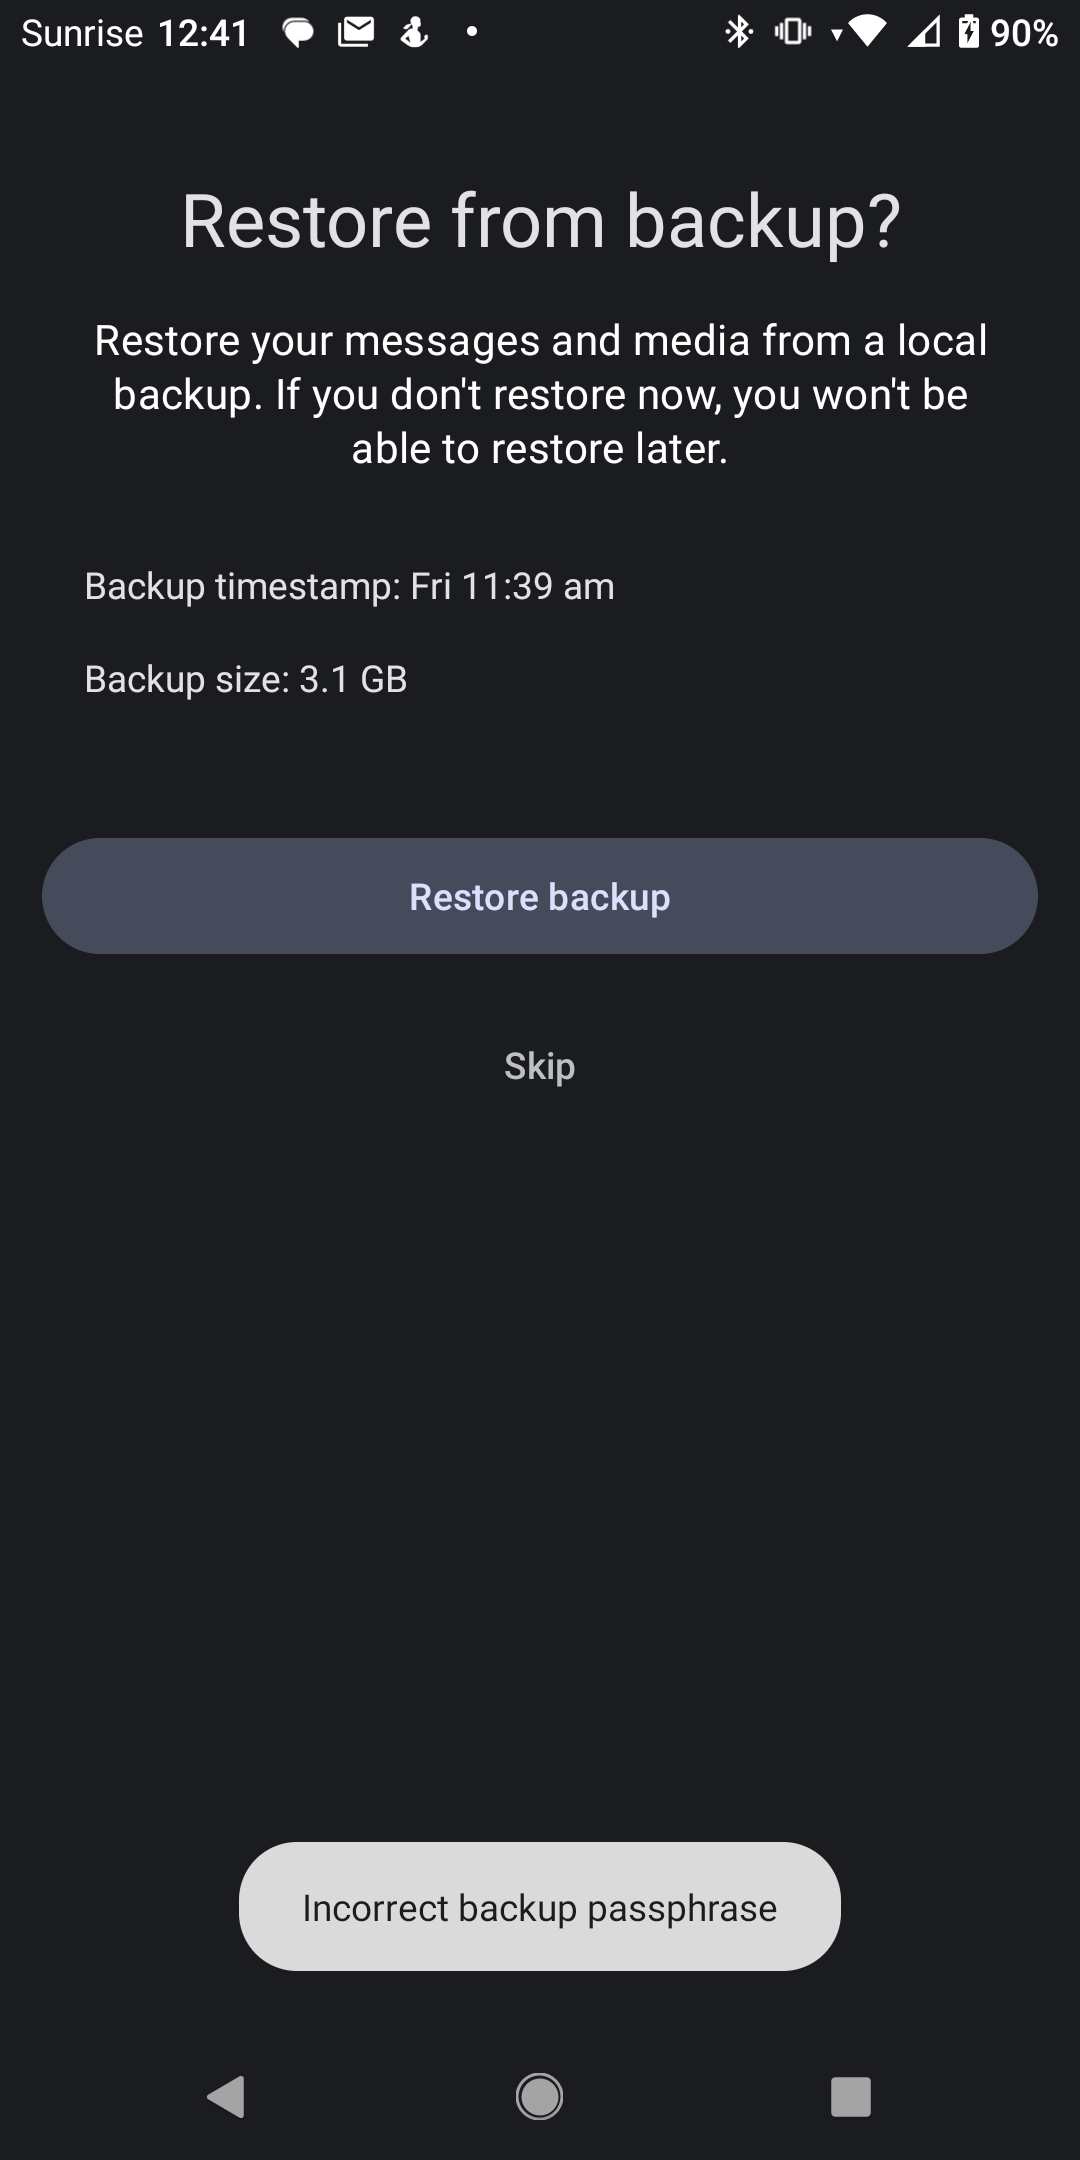 Sunrise 12:41 90%
Restore from backup?
Restore your messages and media from a local
backup. If you don't restore now, you won't be
able to restore later.
Backup timestamp: Fri 11:39 am
Backup size: 3.1 GB
Restore backup
Skip
Incorrect backup passphrase